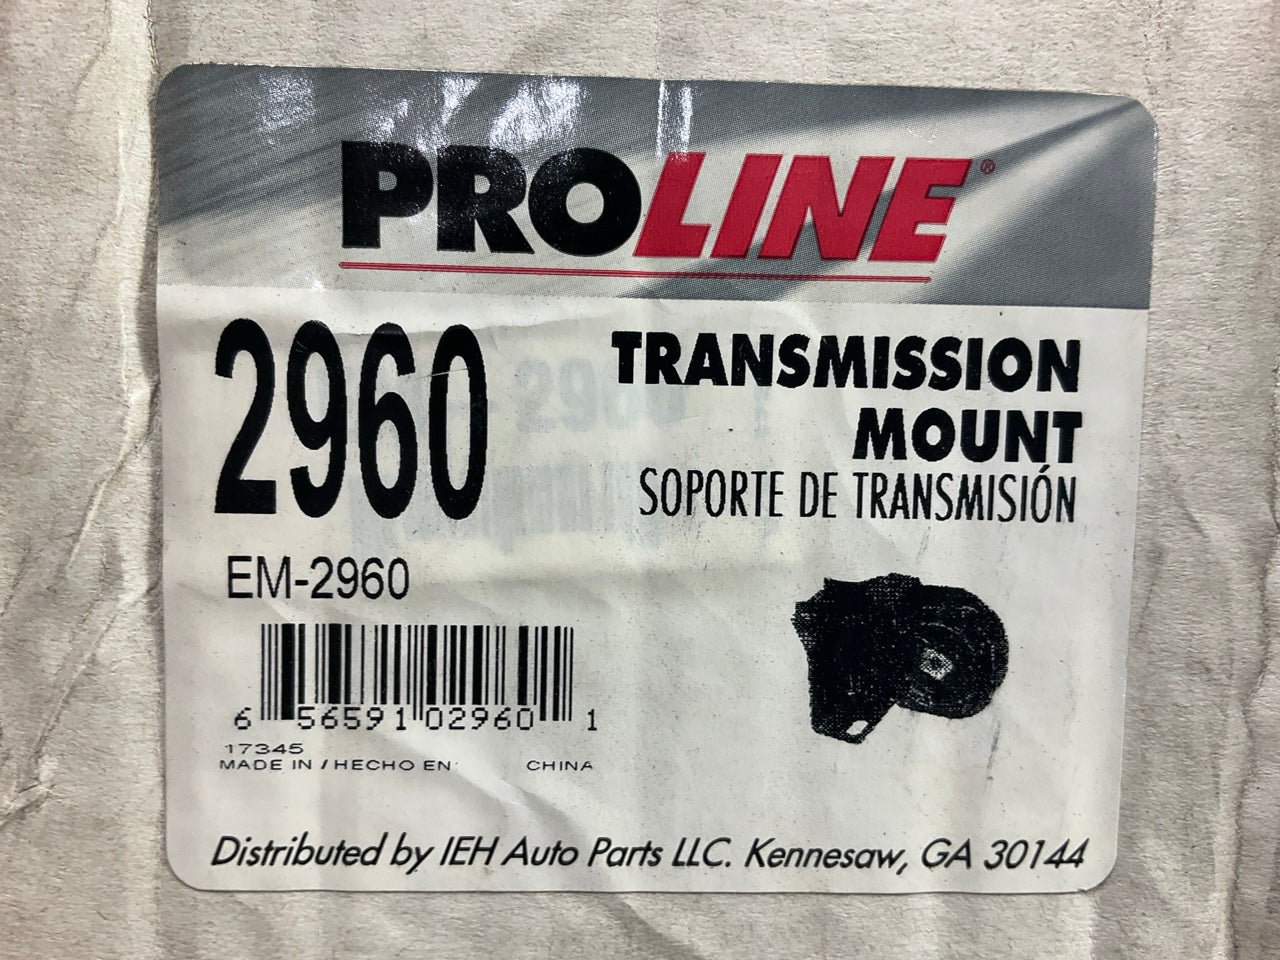 PROLINE®
2960
TRANSMISSION
MOUNT
SOPORTE DE TRANSMISIÓN
EM-2960
6 56591 02960 1
17345
MADE IN / HECHO EN: CHINA
Distributed by IEH Auto Parts LLC. Kennesaw, GA 30144